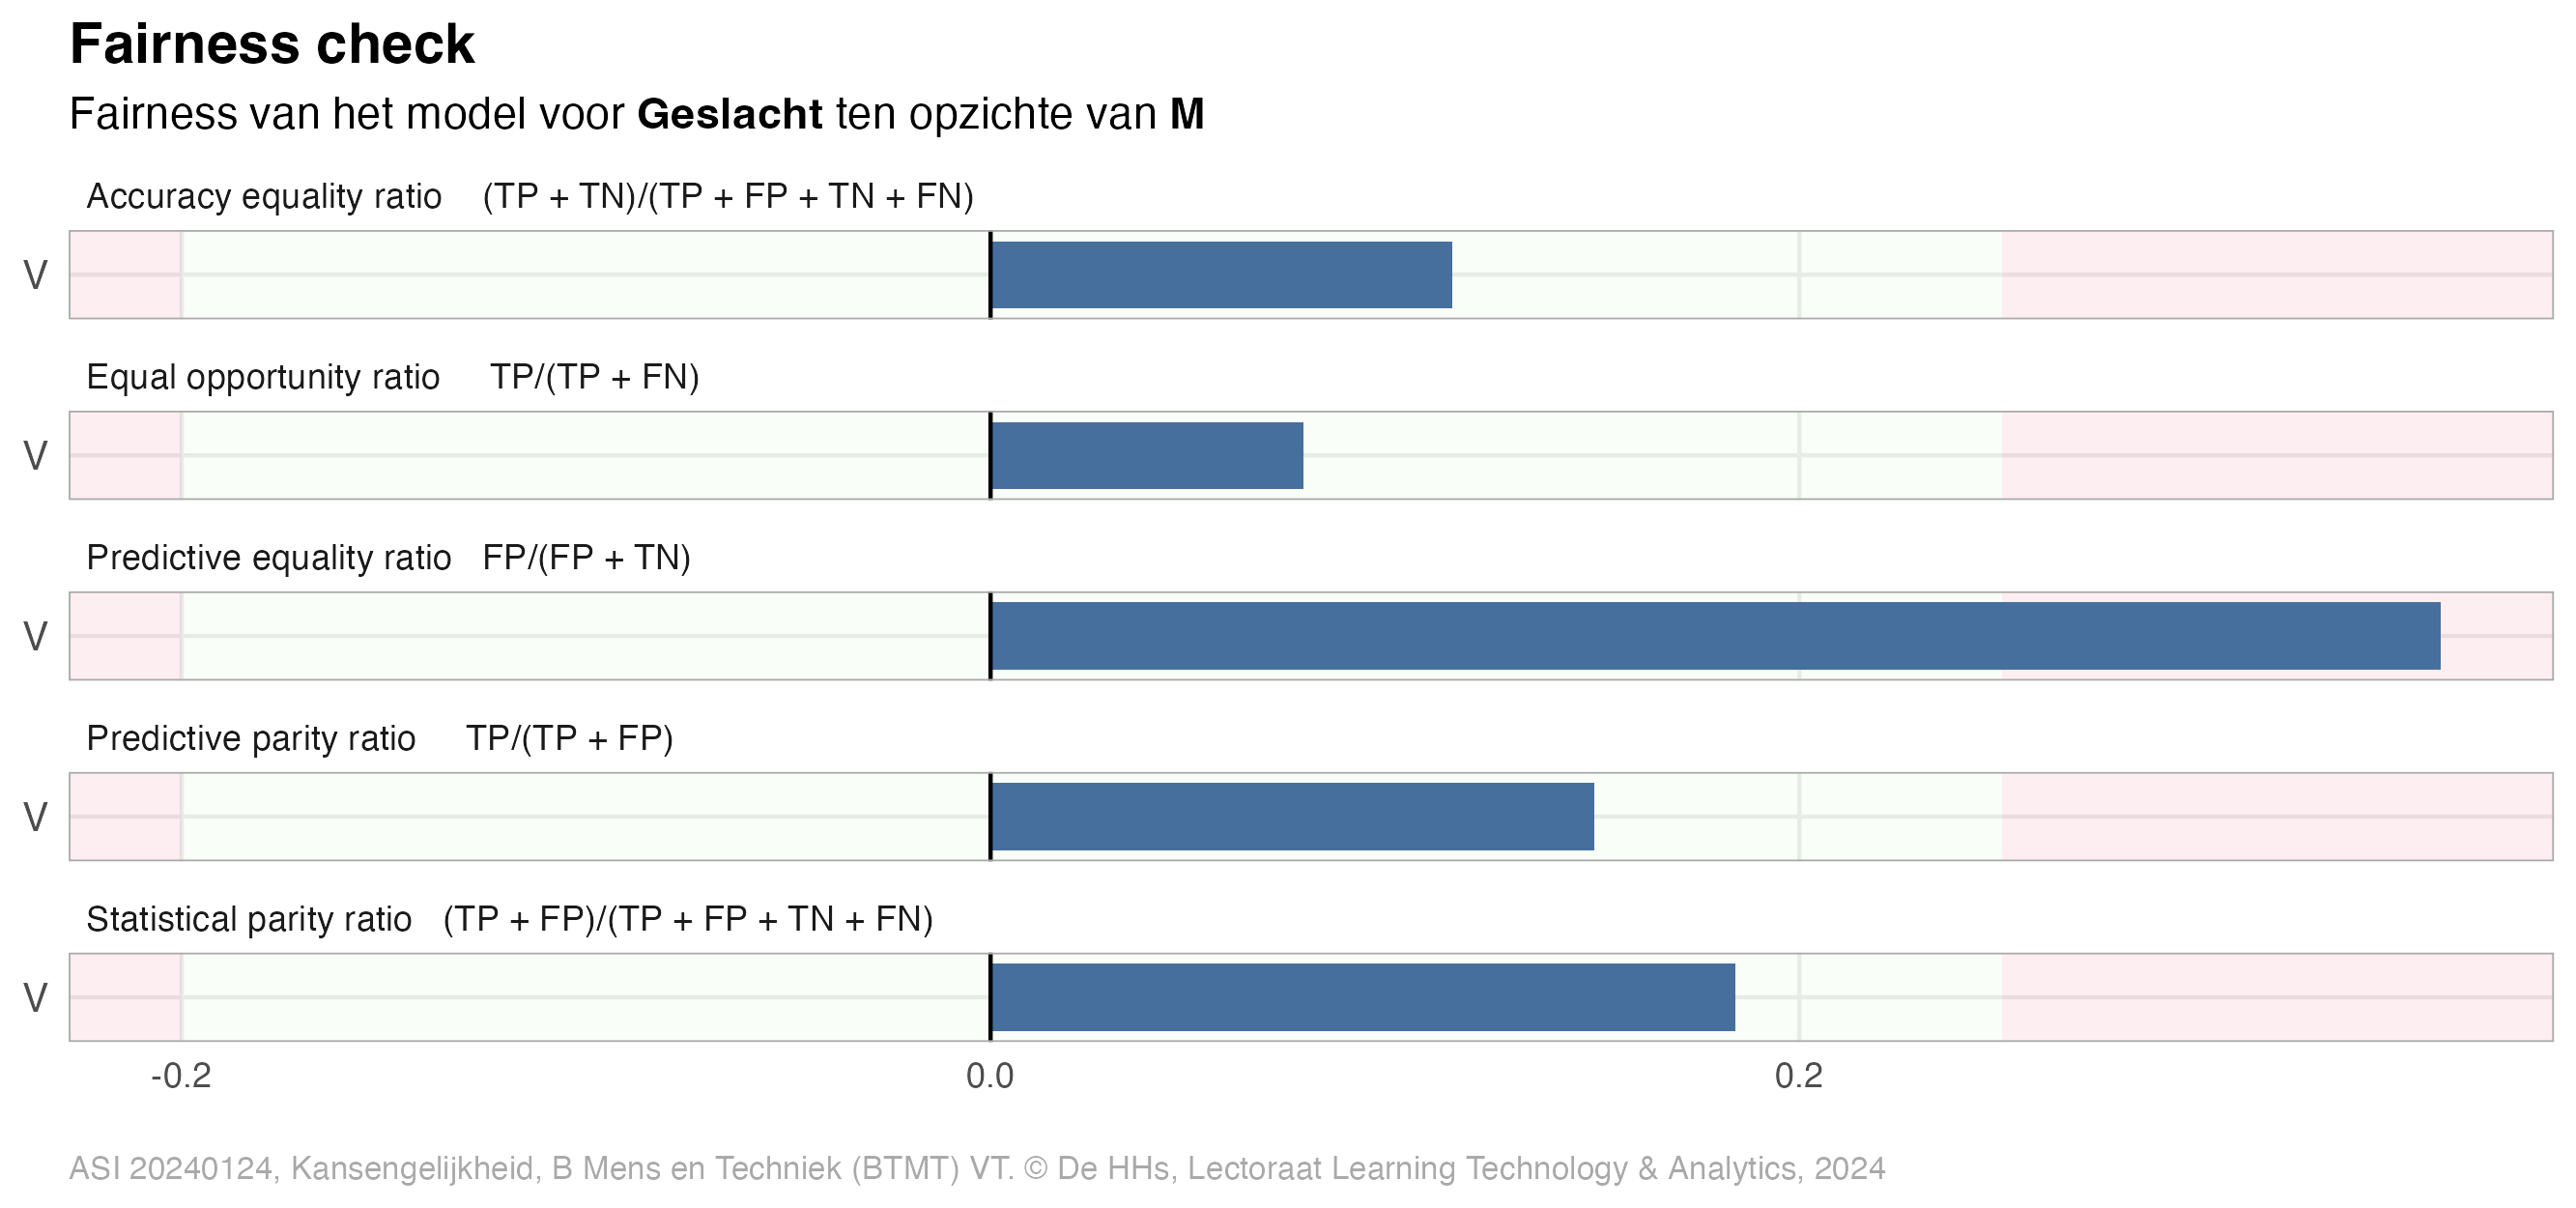 Fairness check
Fairness van het model voor Geslacht ten opzichte van M
Accuracy equality ratio (TP + TN)/(TP + FP + TN + FN)
V
Equal opportunity ratio TP/(TP + FN)
V
Predictive equality ratio FP/(FP + TN)
V
Predictive parity ratio TP/(TP + FP)
V
Statistical parity ratio (TP + FP)/(TP + FP + TN + FN)
V
-0.2 0.0 0.2
ASI 20240124, Kansengelijkheid, B Mens en Techniek (BTMT) VT. © De HHs, Lectoraat Learning Technology & Analytics, 2024